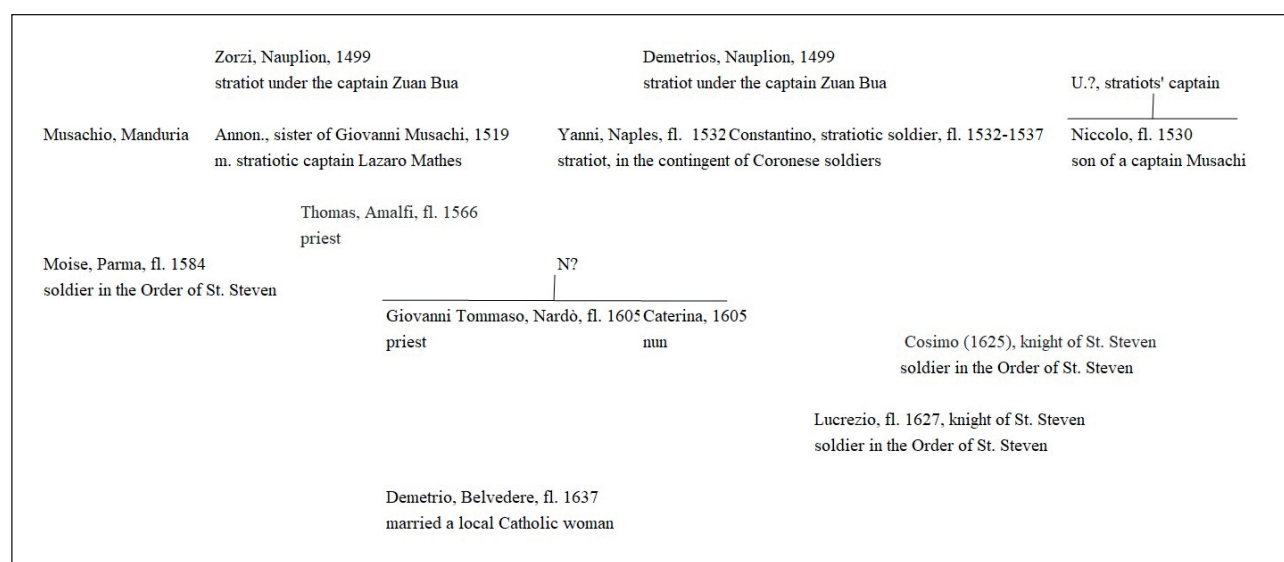 Zorzi, Nauplion, 1499
stratiot under the captain Zuan Bua
Demetrios, Nauplion, 1499
stratiot under the captain Zuan Bua
U.?, stratiots' captain
Musachio, Manduria
Annon., sister of Giovanni Musachi, 1519
m. stratiotic captain Lazaro Mathes
Yanni, Naples, fl. 1532
stratiot, in the contingent of Coronese soldiers
Constantino, stratiotic soldier, fl. 1532-1537
Niccolo, fl. 1530
son of a captain Musachi
Thomas, Amalfi, fl. 1566
priest
Moise, Parma, fl. 1584
soldier in the Order of St. Steven
N?
Giovanni Tommaso, Nardò, fl. 1605
priest
Caterina, 1605
nun
Cosimo (1625), knight of St. Steven
soldier in the Order of St. Steven
Lucrezio, fl. 1627, knight of St. Steven
soldier in the Order of St. Steven
Demetrio, Belvedere, fl. 1637
married a local Catholic woman